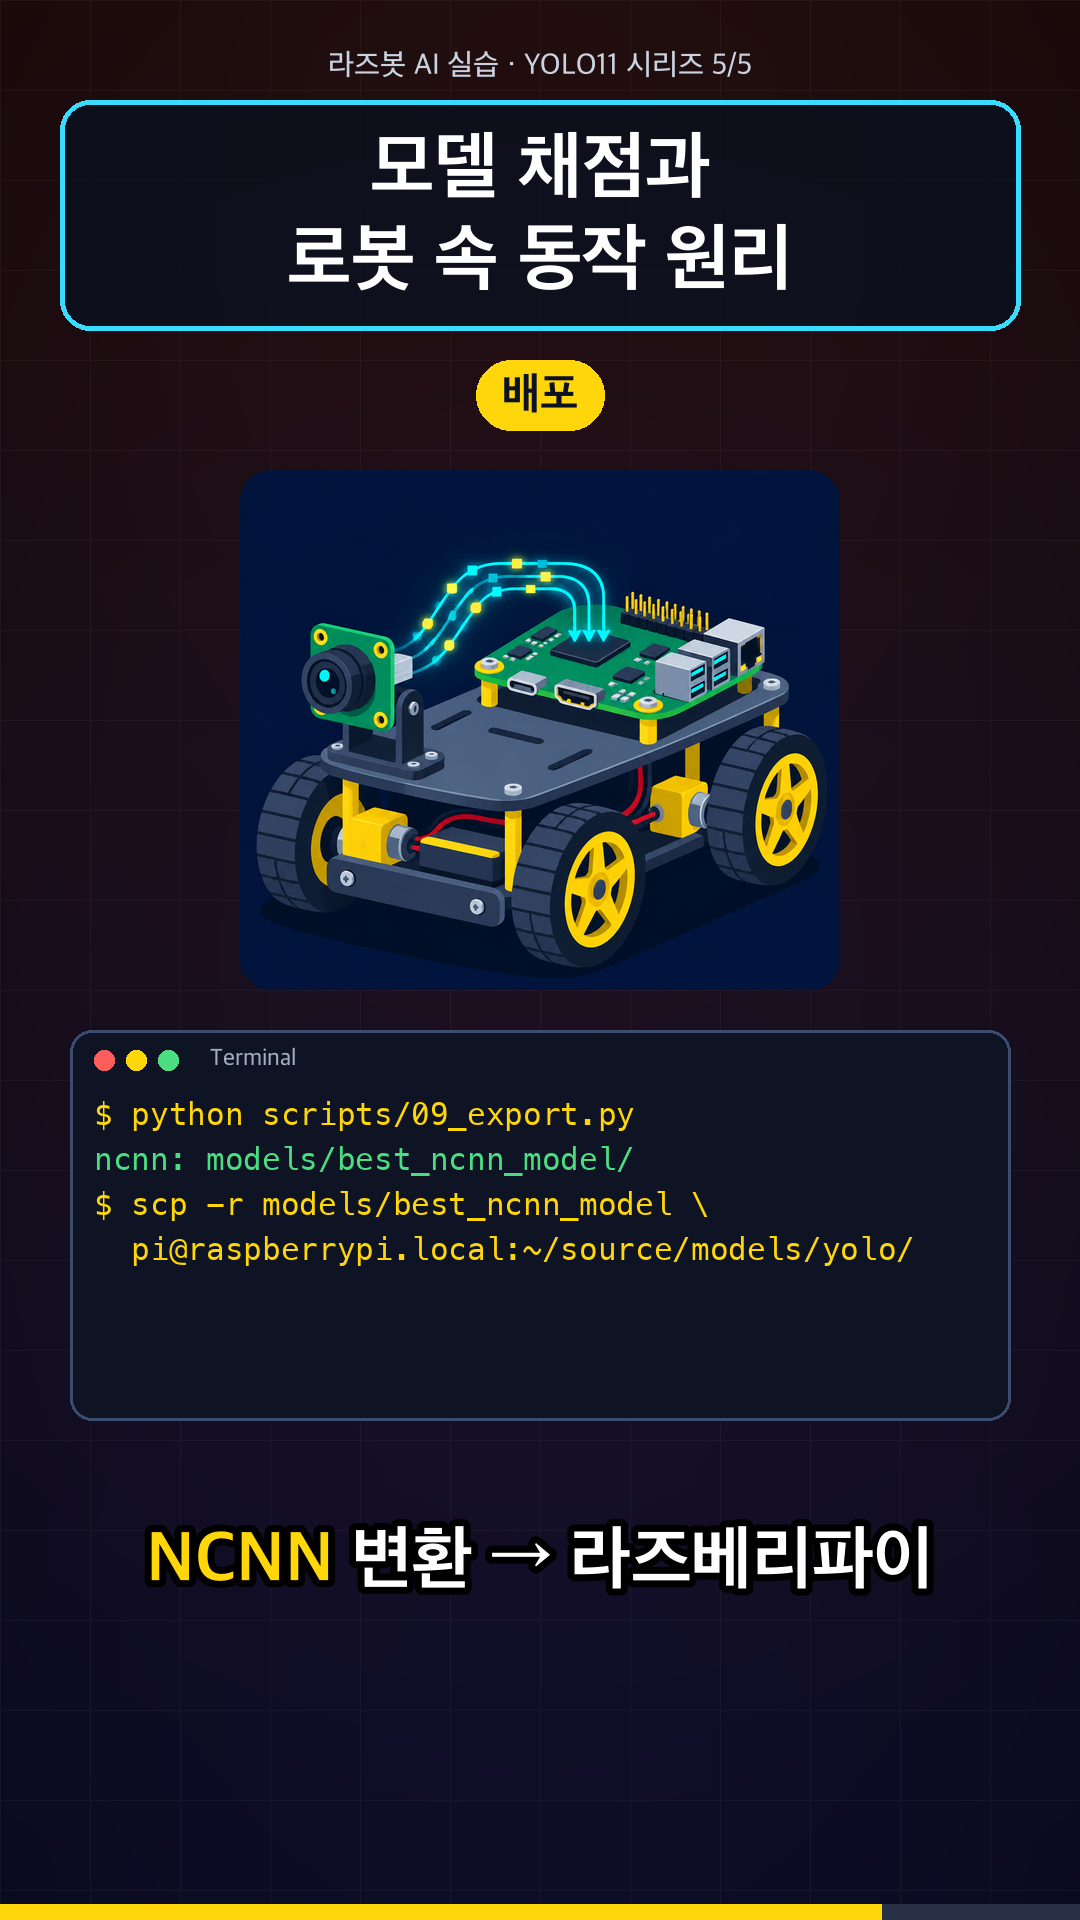 라즈봇 AI 실습 · YOLO11 시리즈 5/5
모델 채점과
로봇 속 동작 원리
배포
Terminal
$ python scripts/09_export.py
ncnn: models/best_ncnn_model/
$ scp -r models/best_ncnn_model \
pi@raspberrypi.local:~/source/models/yolo/
NCNN 변환 → 라즈베리파이